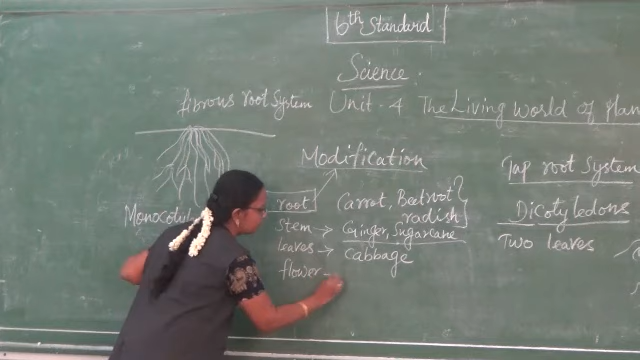 6th Standard
Science:
Unit - 4 The Living World of Plan
fibrous root System
Modification
root
Carrot, Beetroot
radish
Stem → Ginger, Sugarcane
leaves → Cabbage
flower -
Monocotyl
Tap root System
Dicotyledons
Two leaves